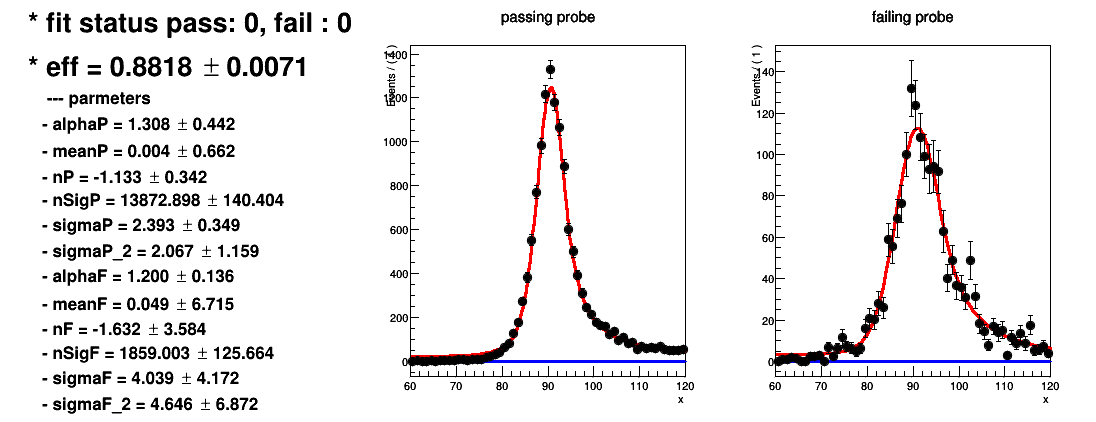 * fit status pass: 0, fail : 0
* eff = 0.8818 ± 0.0071
--- parmeters
- alphaP = 1.308 ± 0.442
- meanP = 0.004 ± 0.662
- nP = -1.133 ± 0.342
- nSigP = 13872.898 ± 140.404
- sigmaP = 2.393 ± 0.349
- sigmaP_2 = 2.067 ± 1.159
- alphaF = 1.200 ± 0.136
- meanF = 0.049 ± 6.715
- nF = -1.632 ± 3.584
- nSigF = 1859.003 ± 125.664
- sigmaF = 4.039 ± 4.172
- sigmaF_2 = 4.646 ± 6.872
passing probe
Events / ( 1 )
1400
1200
1000
800
600
400
200
0
60 70 80 90 100 110 120
x
failing probe
Events / ( 1 )
140
120
100
80
60
40
20
0
60 70 80 90 100 110 120
x